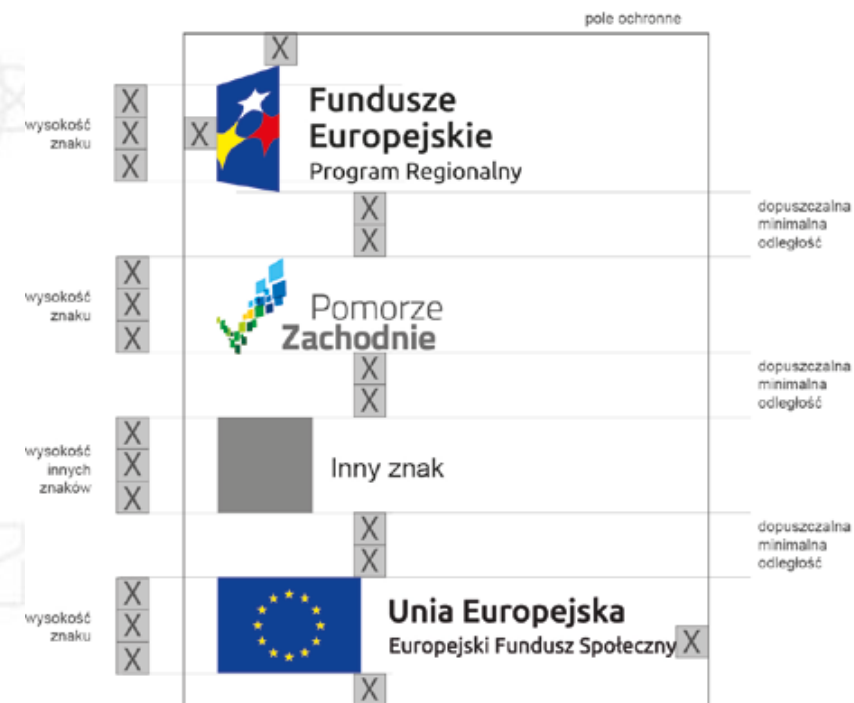 pole ochronne
X
X
X
X
wysokość
znaku
X
Fundusze
Europejskie
Program Regionalny
X
X
dopuszczalna
minimalna
odległość
X
X
X
wysokość
znaku
Pomorze
Zachodnie
X
X
dopuszczalna
minimalna
odległość
X
X
X
wysokość
innych
znaków
Inny znak
X
X
dopuszczalna
minimalna
odległość
X
X
X
wysokość
znaku
Unia Europejska
Europejski Fundusz Społeczny
X
X